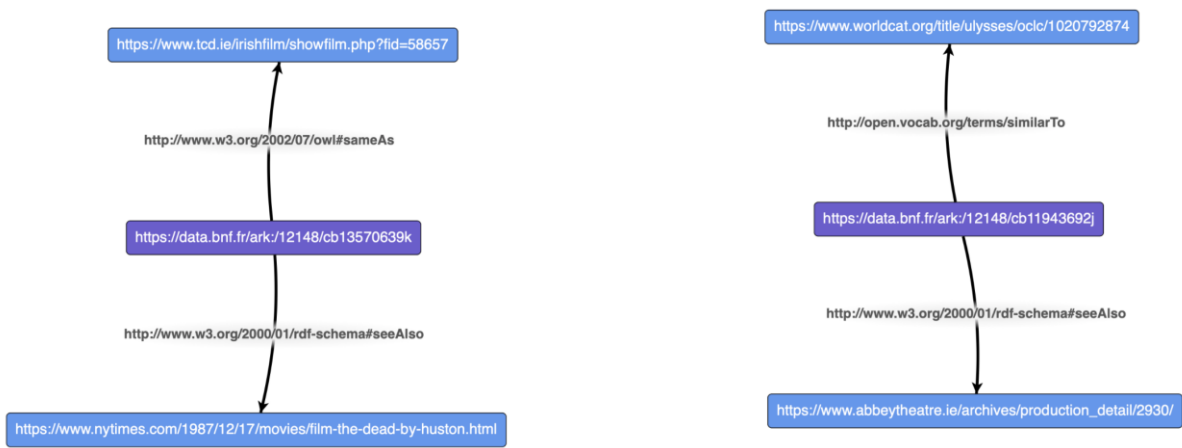 https://www.tcd.ie/irishfilm/showfilm.php?fid=58657
http://www.w3.org/2002/07/owl#sameAs
https://data.bnf.fr/ark:/12148/cb13570639k
http://www.w3.org/2000/01/rdf-schema#seeAlso
https://www.nytimes.com/1987/12/17/movies/film-the-dead-by-huston.html
https://www.worldcat.org/title/ulysses/oclc/1020792874
http://open.vocab.org/terms/similarTo
https://data.bnf.fr/ark:/12148/cb11943692j
http://www.w3.org/2000/01/rdf-schema#seeAlso
https://www.abbeytheatre.ie/archives/production_detail/2930/